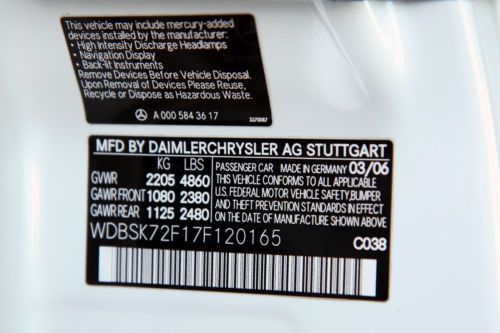 This vehicle may include mercury-added
devices installed by the manufacturer:
• High Intensity Discharge Headlamps
• Navigation Display
• Back-lit Instruments
Remove Devices Before Vehicle Disposal.
Upon Removal of Devices Please Reuse,
Recycle or Dispose as Hazardous Waste.
A 000 584 36 17
3370087
MFD BY DAIMLERCHRYSLER AG STUTTGART
KG LBS
GVWR 2205 4860
GAWR FRONT 1080 2380
GAWR REAR 1125 2480
PASSENGER CAR MADE IN GERMANY 03/06
THIS VEHICLE CONFORMS TO ALL APPLICABLE
U.S. FEDERAL MOTOR VEHICLE SAFETY, BUMPER
AND THEFT PREVENTION STANDARDS IN EFFECT
ON THE DATE OF MANUFACTURE SHOWN ABOVE.
WDBSK72F17F120165
C038